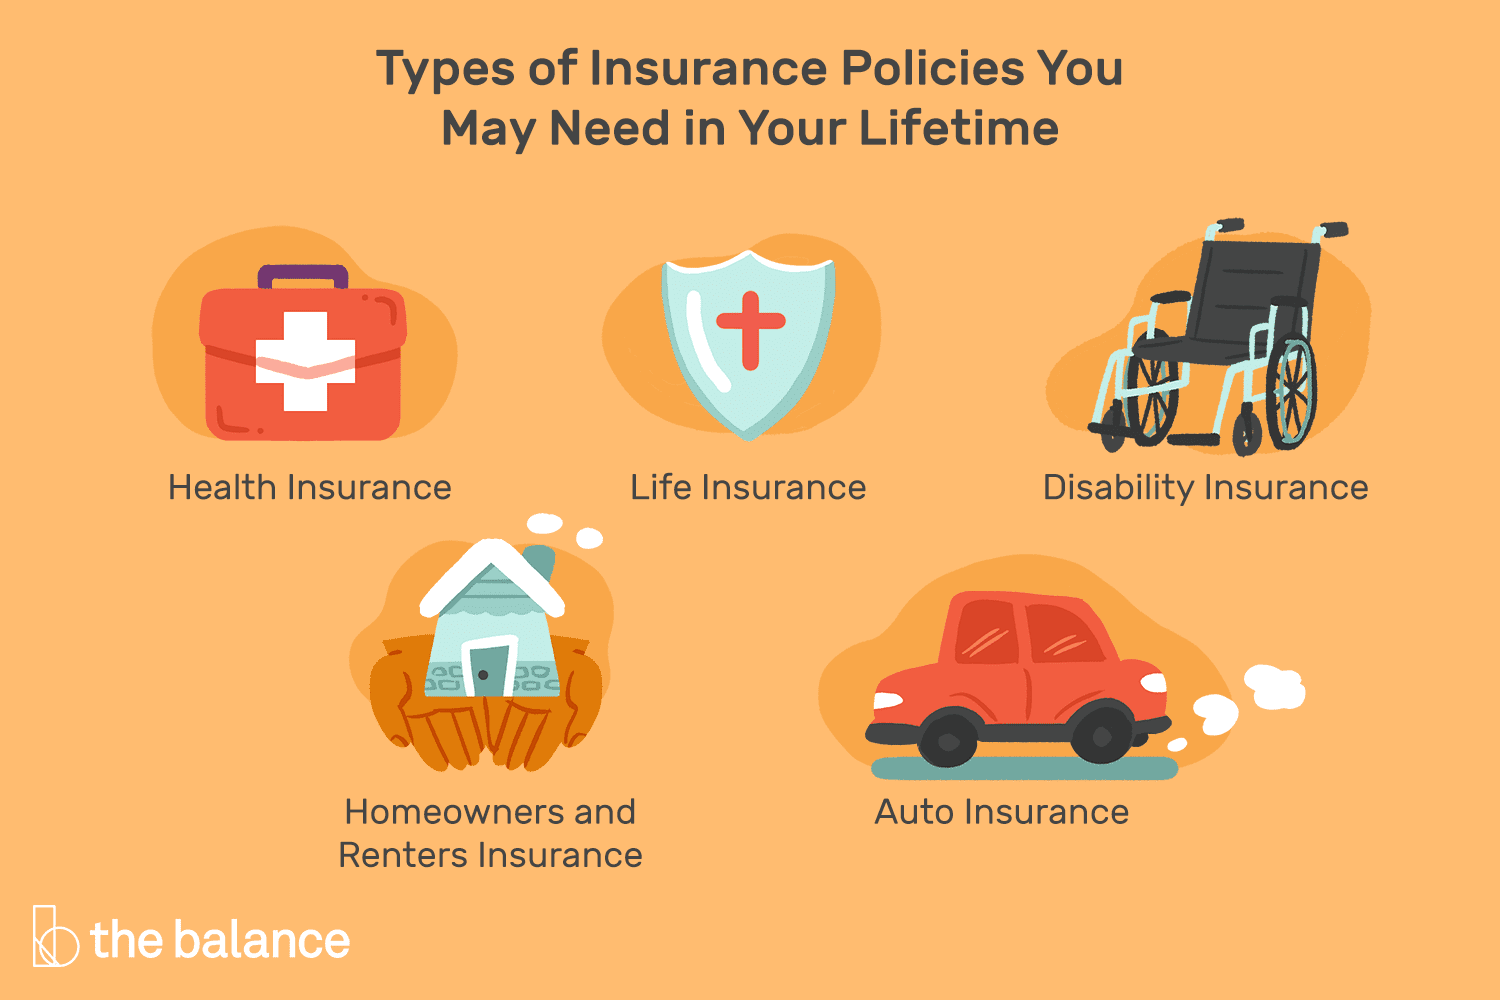 Types of Insurance Policies You
May Need in Your Lifetime
Health Insurance
Life Insurance
Disability Insurance
Homeowners and
Renters Insurance
Auto Insurance
the balance